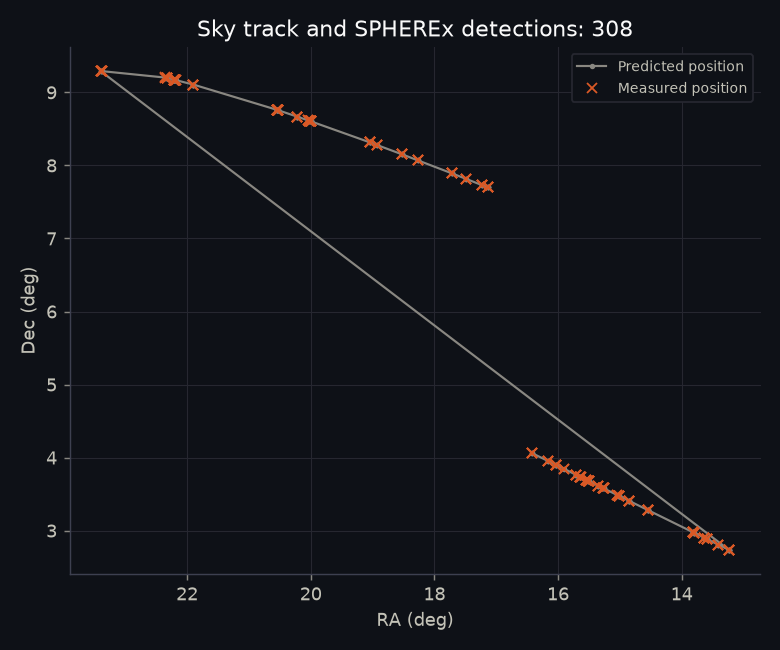 Sky track and SPHEREx detections: 308
Predicted position
Measured position
9
8
7
6
5
4
3
Dec (deg)
22 20 18 16 14
RA (deg)